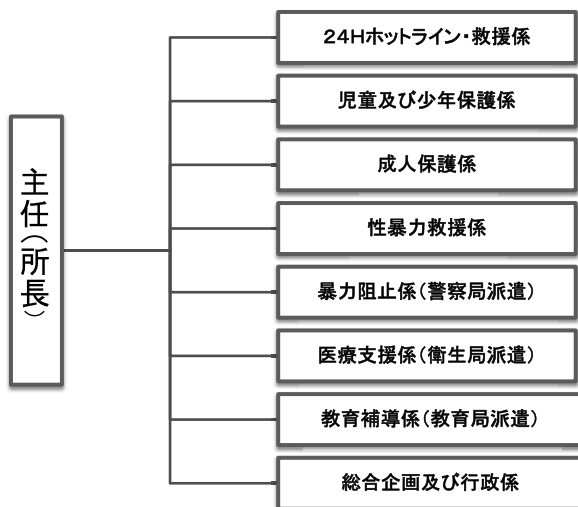 主任(所長)
24Hホットライン・救援係
児童及び少年保護係
成人保護係
性暴力救援係
暴力阻止係(警察局派遣)
医療支援係(衛生局派遣)
教育補導係(教育局派遣)
総合企画及び行政係